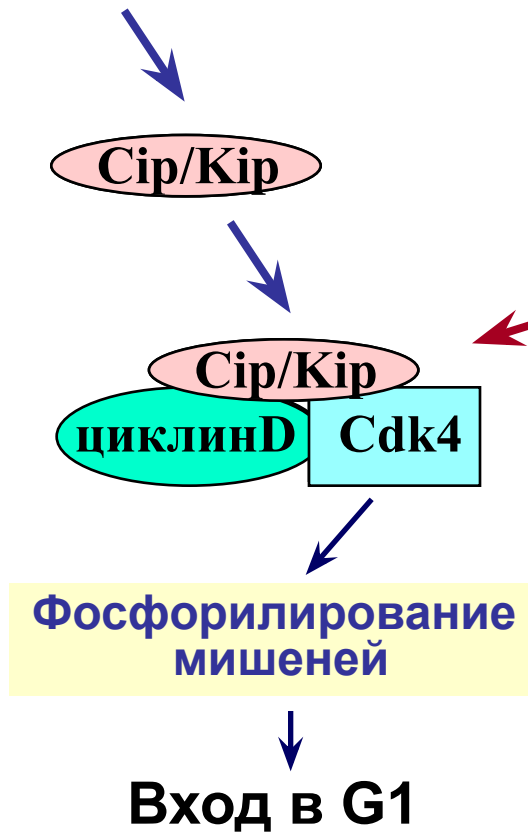 Cip/Kip
Cip/Kip
циклинD Cdk4
Фосфорилирование
мишеней
Вход в G1